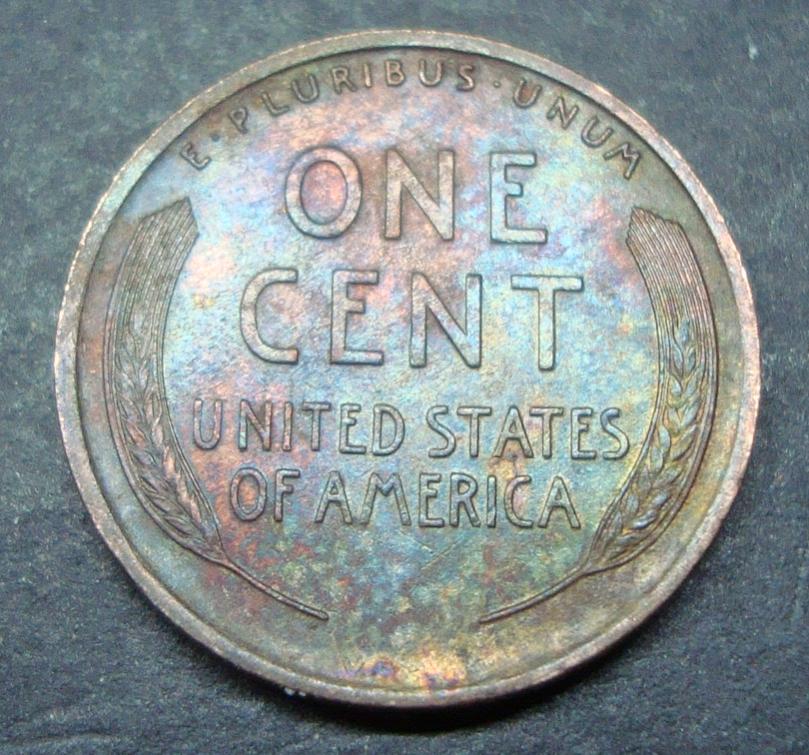 E·PLURIBUS·UNUM
ONE
CENT
UNITED STATES
OF AMERICA